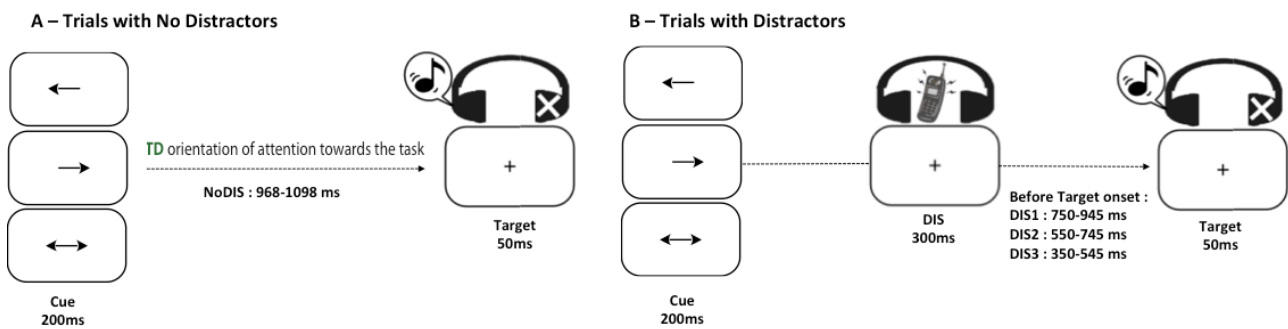 A – Trials with No Distractors
TD orientation of attention towards the task
NoDIS : 968-1098 ms
Target
50ms
Cue
200ms
B – Trials with Distractors
DIS
300ms
Before Target onset :
DIS1 : 750-945 ms
DIS2 : 550-745 ms
DIS3 : 350-545 ms
Target
50ms
Cue
200ms